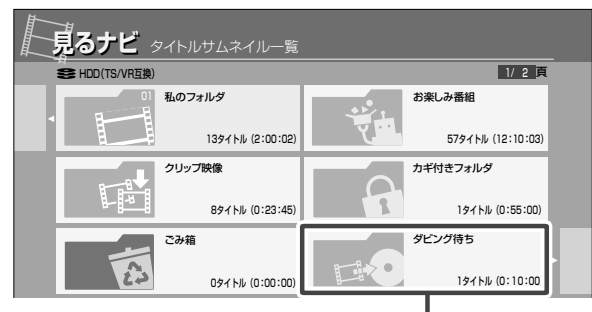 見るナビ タイトルサムネイル一覧
HDD(TS/VR互換) 1/ 2 頁
01 私のフォルダ
13タイトル (2:00:02)
お楽しみ番組
57タイトル (12:10:03)
クリップ映像
8タイトル (0:23:45)
カギ付きフォルダ
1タイトル (0:55:00)
ごみ箱
0タイトル (0:00:00)
ダビング待ち
1タイトル (0:10:00